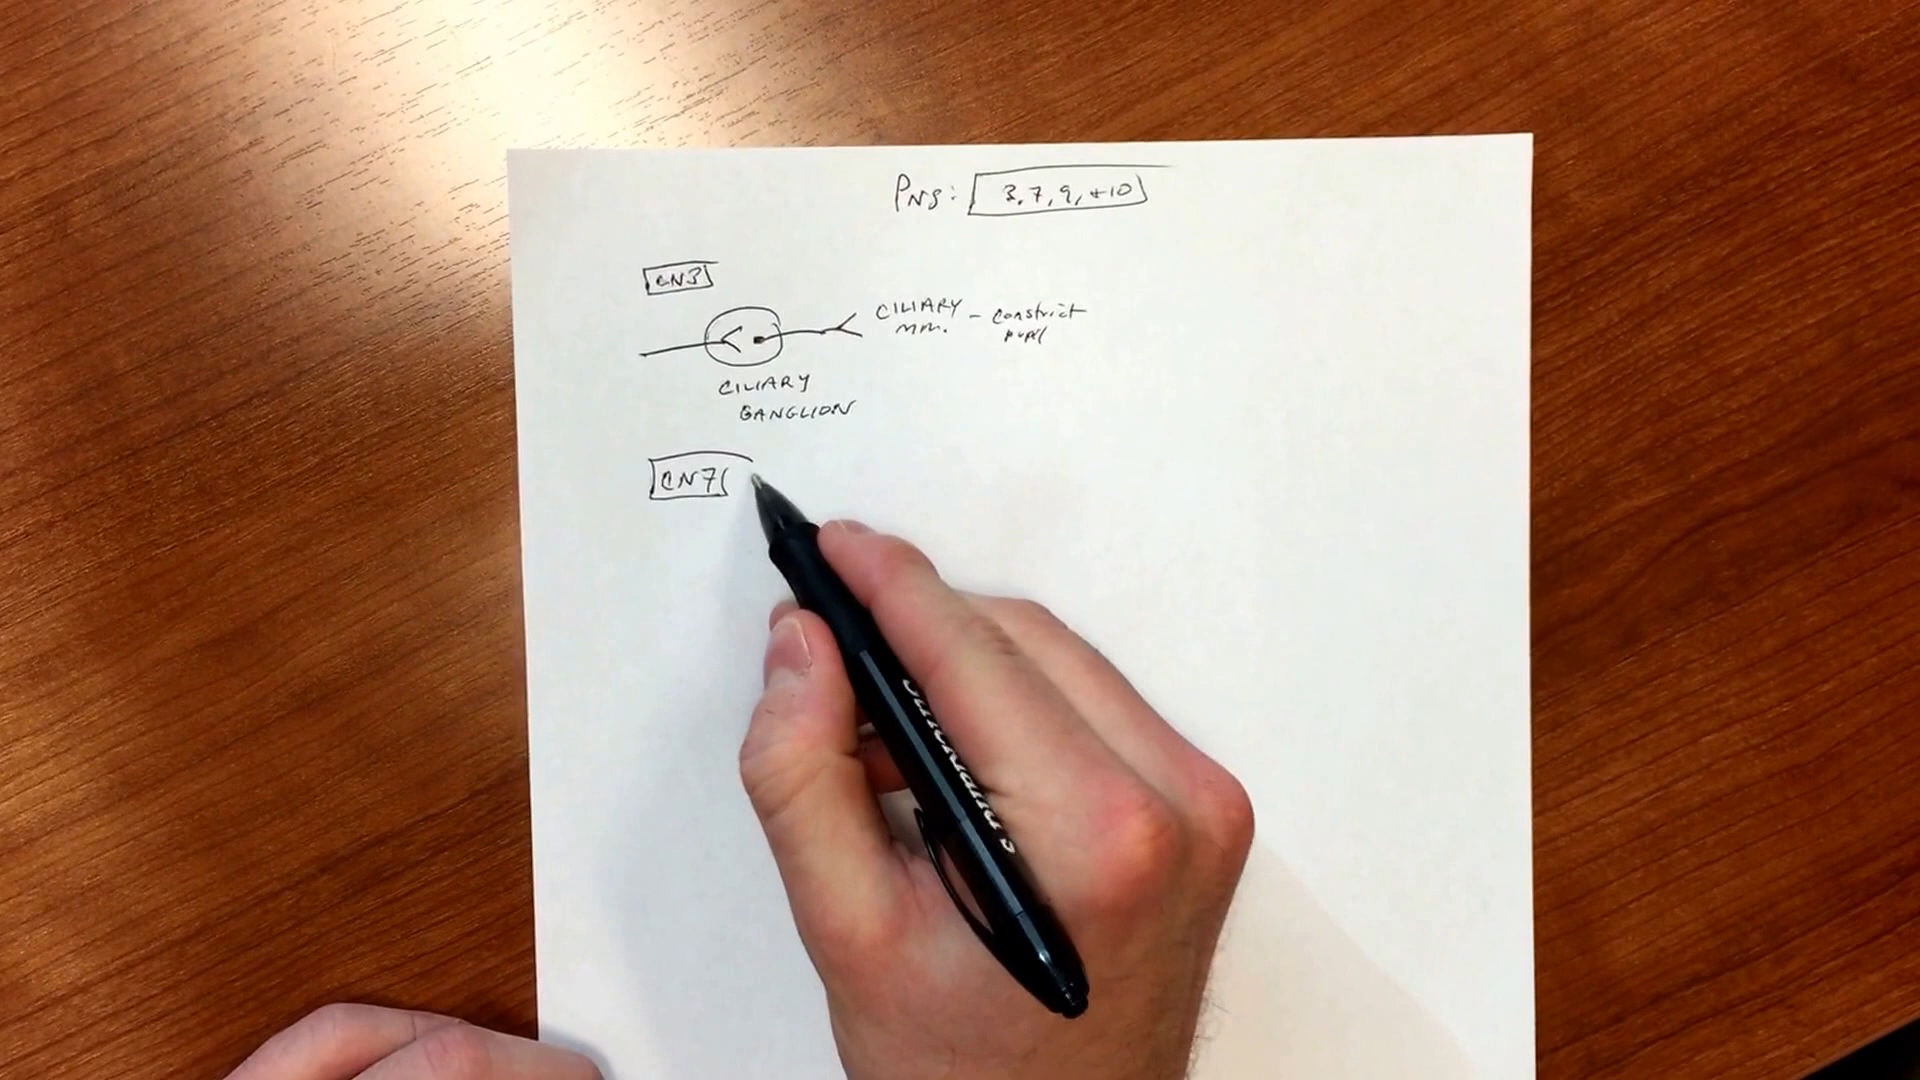 PNS: 3, 7, 9, +10
CN3
CILIARY
MM.
- constrict
pupil
CILIARY
GANGLION
CN7